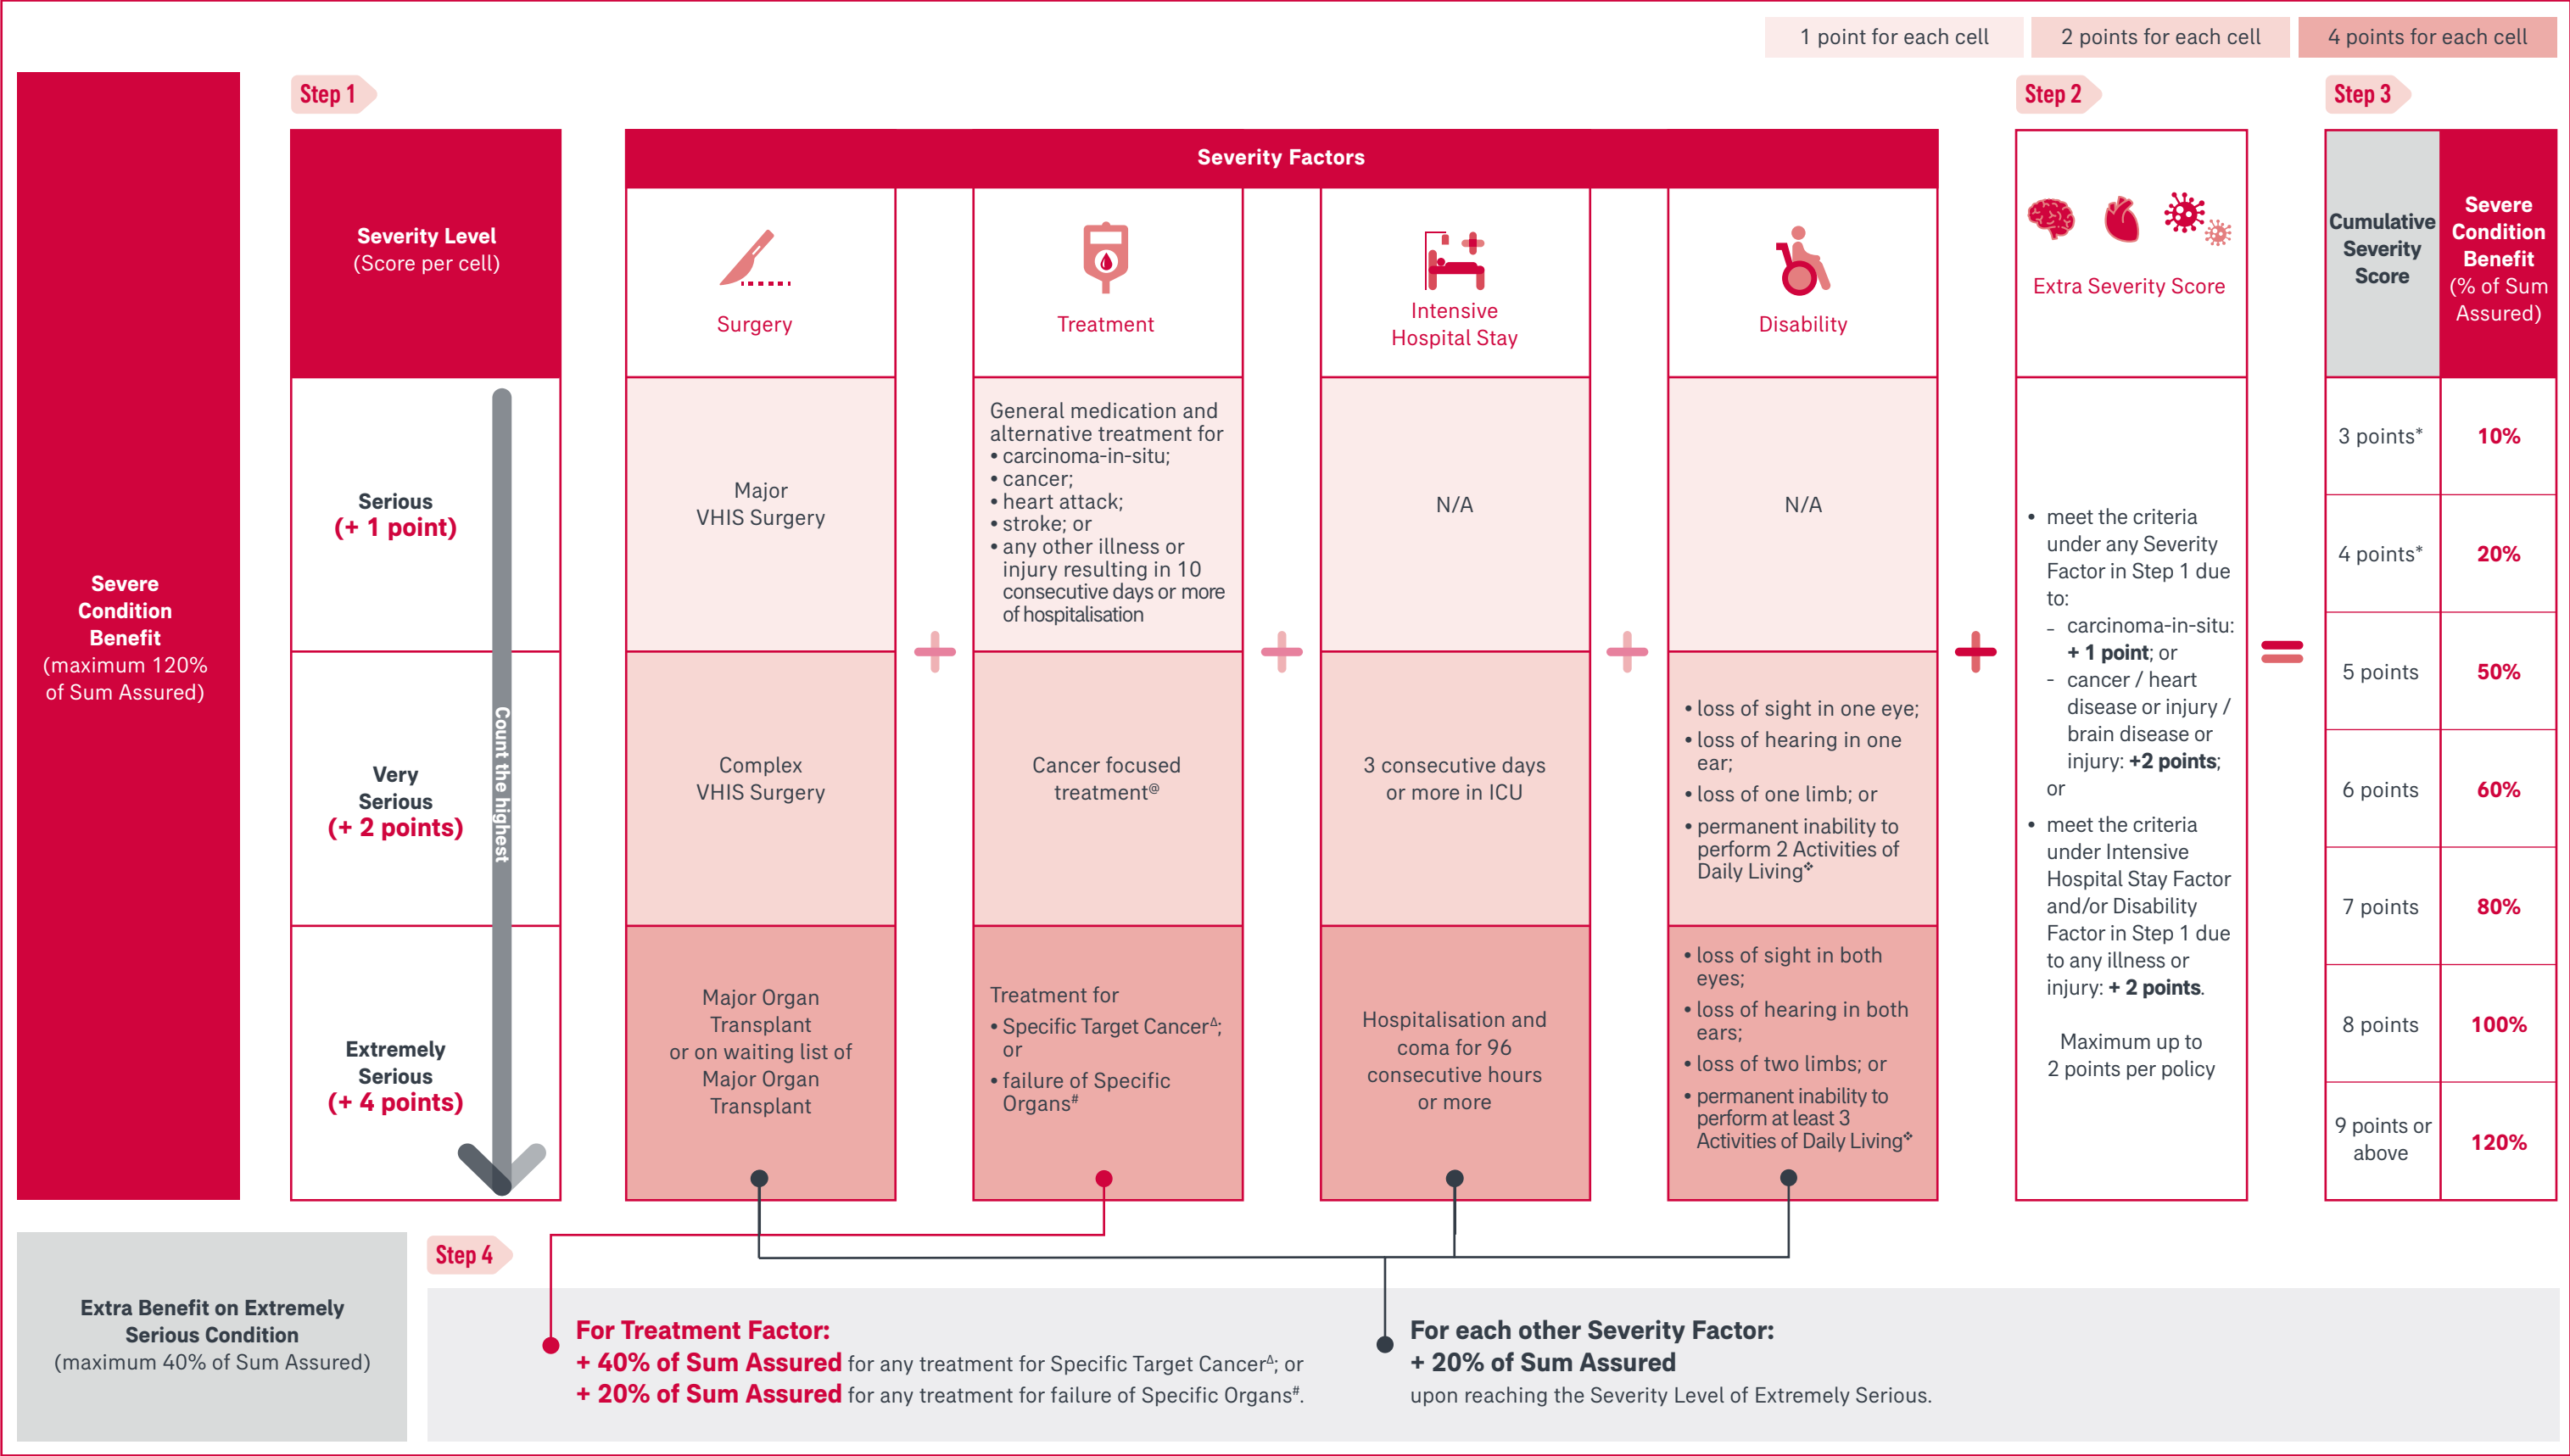 1 point for each cell
2 points for each cell
4 points for each cell
Severe
Condition
Benefit
(maximum 120%
of Sum Assured)
Step 1
Severity Level
(Score per cell)
Serious
(+ 1 point)
Very
Serious
(+ 2 points)
Extremely
Serious
(+ 4 points)
Count the highest
Severity Factors
Surgery
Major
VHIS Surgery
Complex
VHIS Surgery
Major Organ
Transplant
or on waiting list of
Major Organ
Transplant
Treatment
General medication and
alternative treatment for
• carcinoma-in-situ;
• cancer;
• heart attack;
• stroke; or
• any other illness or
injury resulting in 10
consecutive days or more
of hospitalisation
Cancer focused
treatment@
Treatment for
• Specific Target Cancer∆;
or
• failure of Specific
Organs#
Intensive
Hospital Stay
N/A
3 consecutive days
or more in ICU
Hospitalisation and
coma for 96
consecutive hours
or more
Disability
N/A
• loss of sight in one eye;
• loss of hearing in one
ear;
• loss of one limb; or
• permanent inability to
perform 2 Activities of
Daily Living❖
• loss of sight in both
eyes;
• loss of hearing in both
ears;
• loss of two limbs; or
• permanent inability to
perform at least 3
Activities of Daily Living❖
Step 2
Extra Severity Score
• meet the criteria
under any Severity
Factor in Step 1 due
to:
- carcinoma-in-situ:
+ 1 point; or
- cancer / heart
disease or injury /
brain disease or
injury: +2 points;
or
• meet the criteria
under Intensive
Hospital Stay Factor
and/or Disability
Factor in Step 1 due
to any illness or
injury: + 2 points.
Maximum up to
2 points per policy
Step 3
Cumulative
Severity
Score
Severe
Condition
Benefit
(% of Sum
Assured)
3 points* 10%
4 points* 20%
5 points 50%
6 points 60%
7 points 80%
8 points 100%
9 points or
above
120%
Extra Benefit on Extremely
Serious Condition
(maximum 40% of Sum Assured)
Step 4
For Treatment Factor:
+ 40% of Sum Assured for any treatment for Specific Target Cancer∆; or
+ 20% of Sum Assured for any treatment for failure of Specific Organs#.
For each other Severity Factor:
+ 20% of Sum Assured
upon reaching the Severity Level of Extremely Serious.